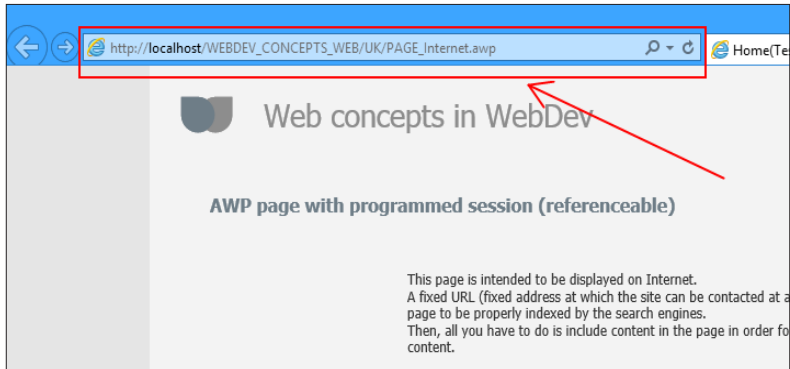 http://localhost/WEBDEV_CONCEPTS_WEB/UK/PAGE_Internet.awp
Home(Te
Web concepts in WebDev
AWP page with programmed session (referenceable)
This page is intended to be displayed on Internet.
A fixed URL (fixed address at which the site can be contacted at a
page to be properly indexed by the search engines.
Then, all you have to do is include content in the page in order fo
content.